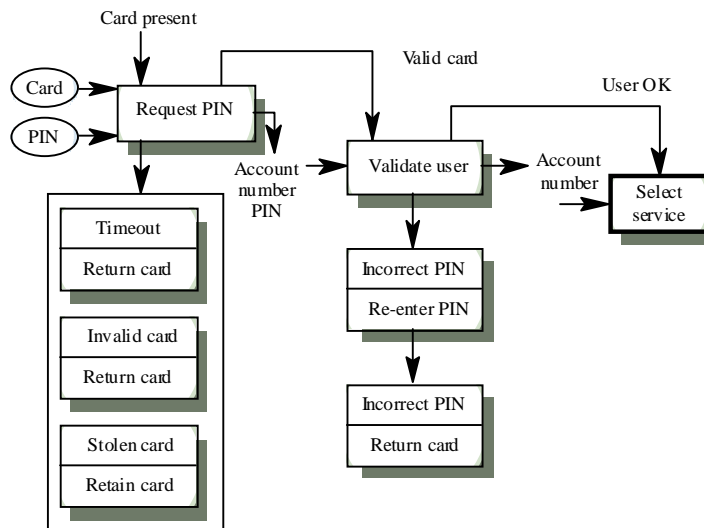 Card present
Valid card
User OK
Card
PIN
Request PIN
Account
number
PIN
Validate user
Account
number
Select
service
Timeout
Return card
Invalid card
Return card
Stolen card
Retain card
Incorrect PIN
Re-enter PIN
Incorrect PIN
Return card